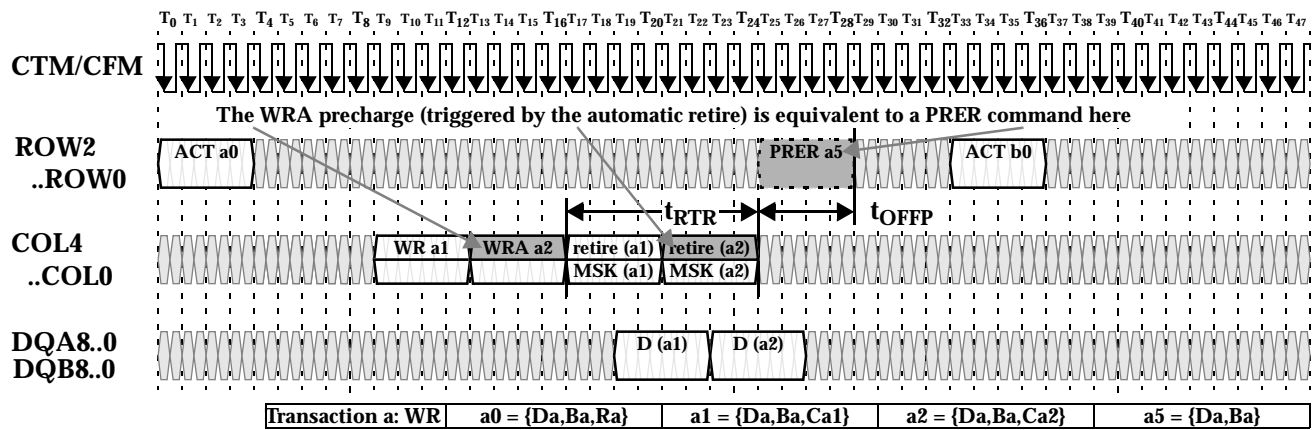 T0 T1 T2 T3 T4 T5 T6 T7 T8 T9 T10 T11 T12 T13 T14 T15 T16 T17 T18 T19 T20 T21 T22 T23 T24 T25 T26 T27 T28 T29 T30 T31 T32 T33 T34 T35 T36 T37 T38 T39 T40 T41 T42 T43 T44 T45 T46 T47
CTM/CFM
The WRA precharge (triggered by the automatic retire) is equivalent to a PRER command here
ROW2
..ROW0
ACT a0 PRER a5 ACT b0
tRTR tOFFP
COL4
..COL0
WR a1 WRA a2 retire (a1) retire (a2)
MSK (a1) MSK (a2)
DQA8..0
DQB8..0
D (a1) D (a2)
Transaction a: WR a0 = {Da,Ba,Ra} a1 = {Da,Ba,Ca1} a2 = {Da,Ba,Ca2} a5 = {Da,Ba}